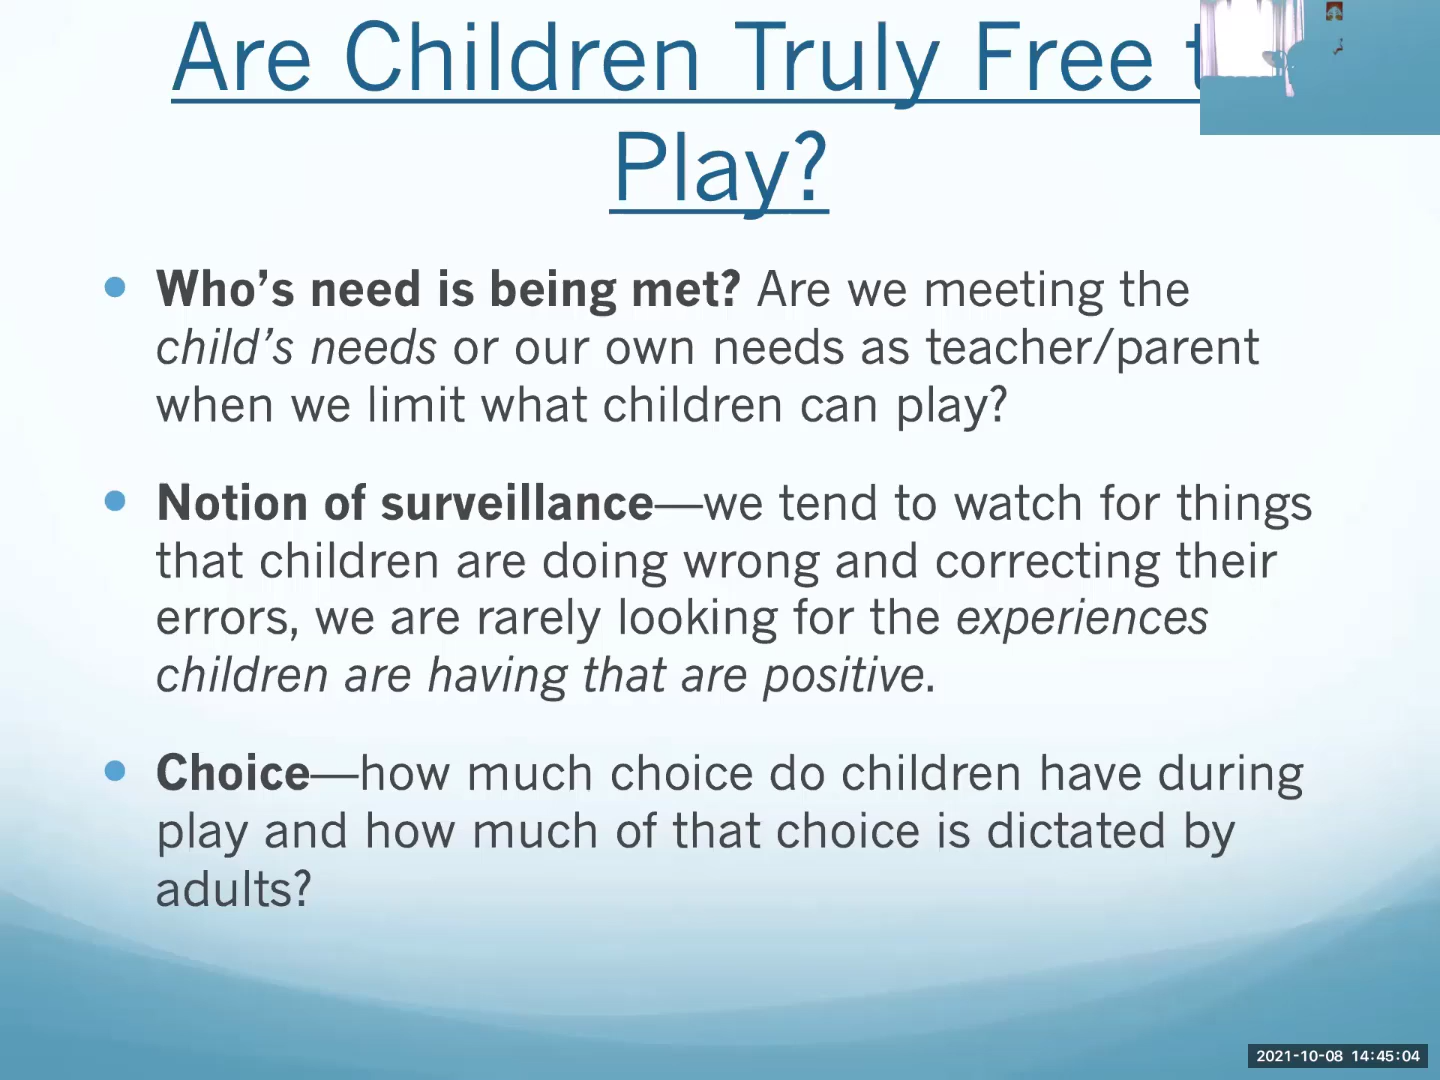 Are Children Truly Free
Play?
Who’s need is being met? Are we meeting the
child’s needs or our own needs as teacher/parent
when we limit what children can play?
Notion of surveillance—we tend to watch for things
that children are doing wrong and correcting their
errors, we are rarely looking for the experiences
children are having that are positive.
Choice—how much choice do children have during
play and how much of that choice is dictated by
adults?
2021-10-08 14:45:04